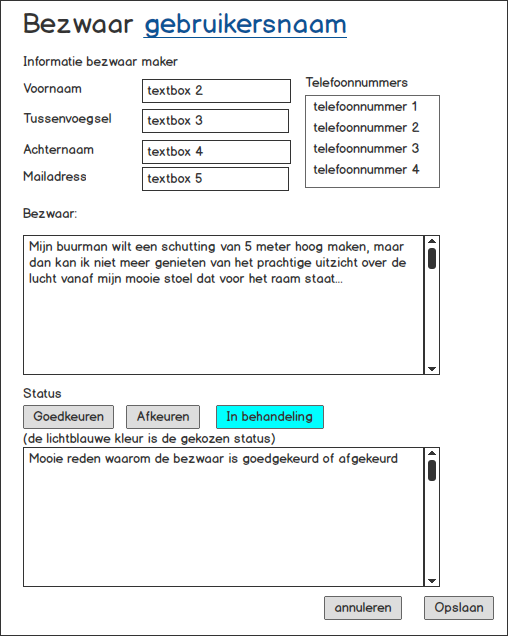 Bezwaar gebruikersnaam
Informatie bezwaar maker
Telefoonnummers
Voornaam textbox 2
Tussenvoegsel textbox 3
Achternaam textbox 4
Mailadress textbox 5
telefoonnummer 1
telefoonnummer 2
telefoonnummer 3
telefoonnummer 4
Bezwaar:
Mijn buurman wilt een schutting van 5 meter hoog maken, maar
dan kan ik niet meer genieten van het prachtige uitzicht over de
lucht vanaf mijn mooie stoel dat voor het raam staat...
Status
Goedkeuren Afkeuren In behandeling
(de lichtblauwe kleur is de gekozen status)
Mooie reden waarom de bezwaar is goedgekeurd of afgekeurd
annuleren Opslaan